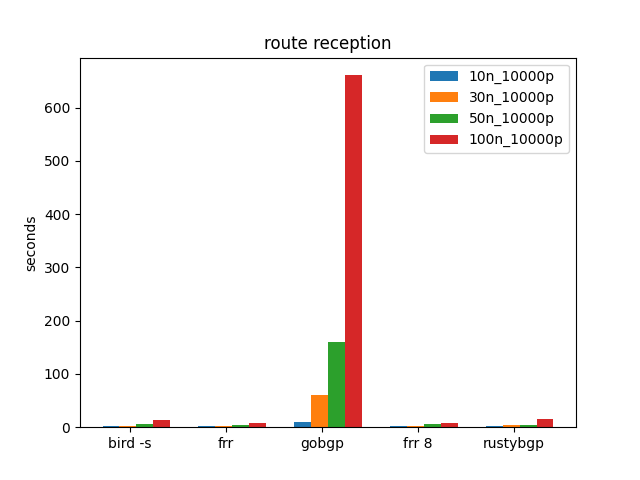 route reception
10n_10000p
30n_10000p
50n_10000p
100n_10000p
seconds
600
500
400
300
200
100
0
bird -s frr gobgp frr 8 rustybgp